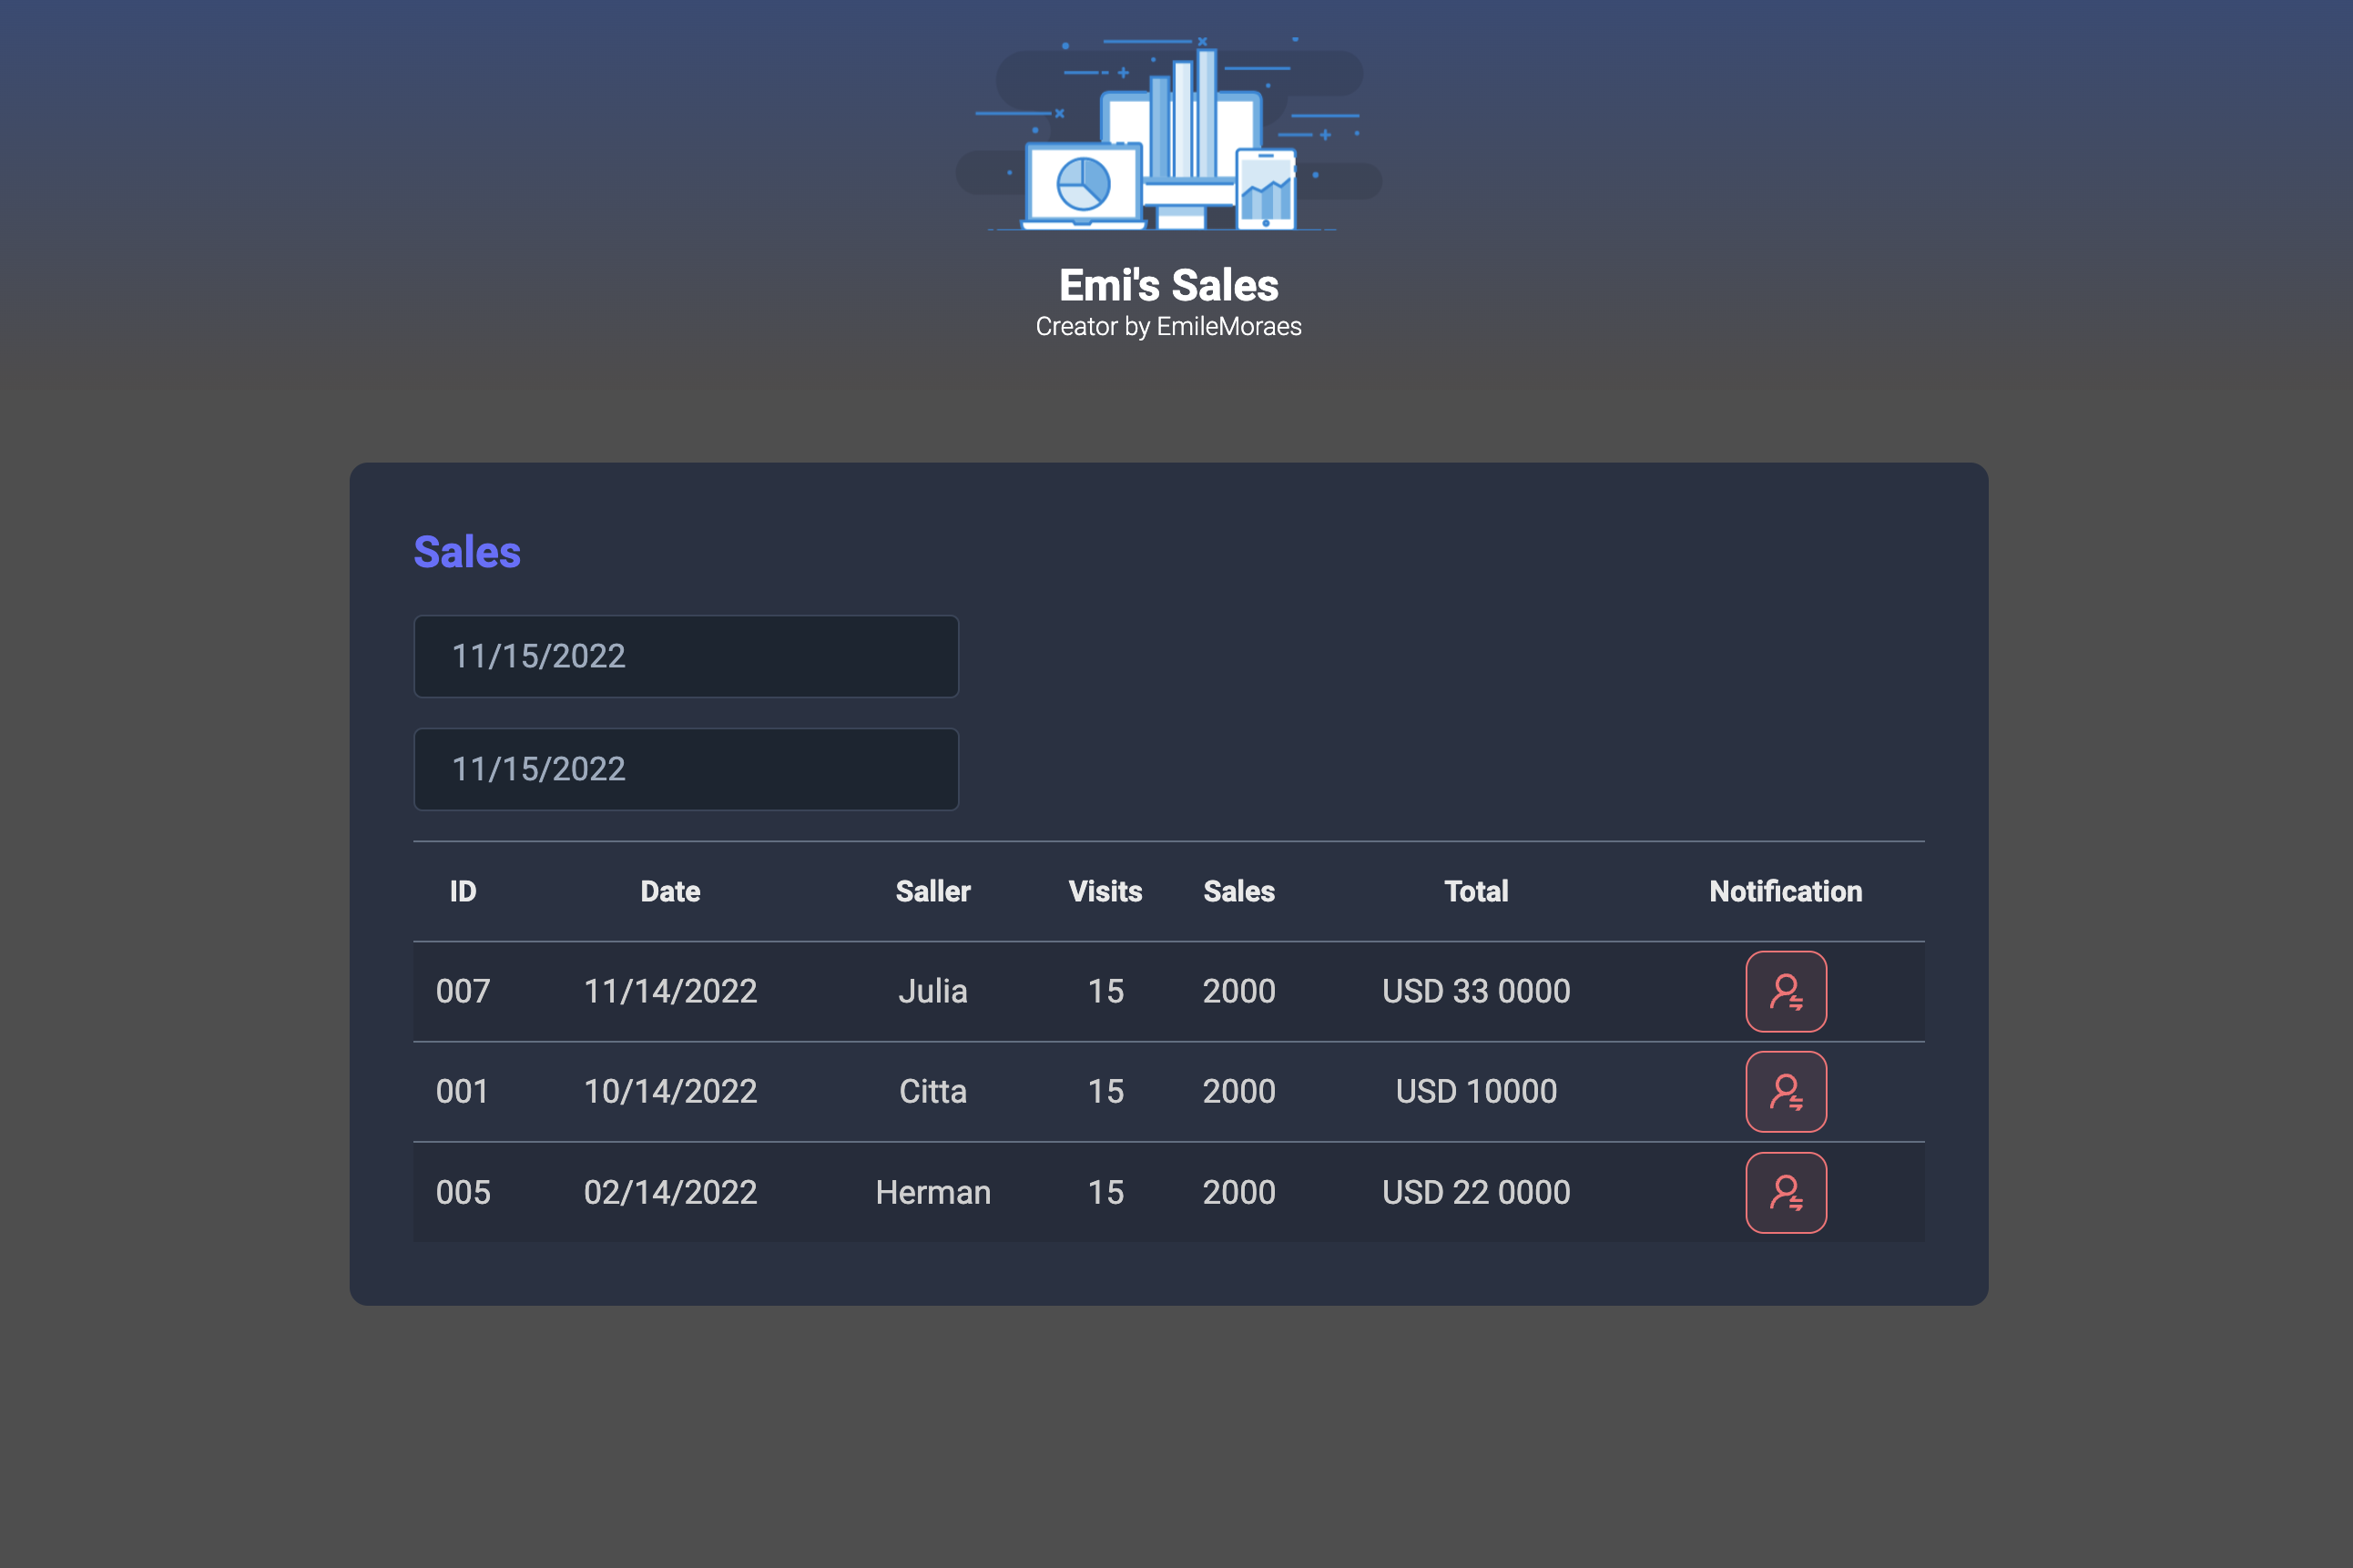 Emi's Sales
Creator by EmileMoraes
Sales
11/15/2022
11/15/2022
ID Date Saller Visits Sales Total Notification
007 11/14/2022 Julia 15 2000 USD 33 0000
001 10/14/2022 Citta 15 2000 USD 10000
005 02/14/2022 Herman 15 2000 USD 22 0000